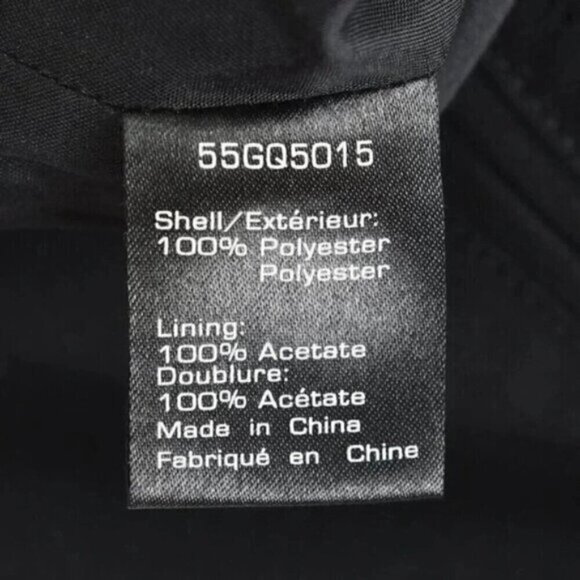 55GQ5015
Shell/Extérieur:
100% Polyester
Polyester
Lining:
100% Acetate
Doublure:
100% Acétate
Made in China
Fabriqué en Chine